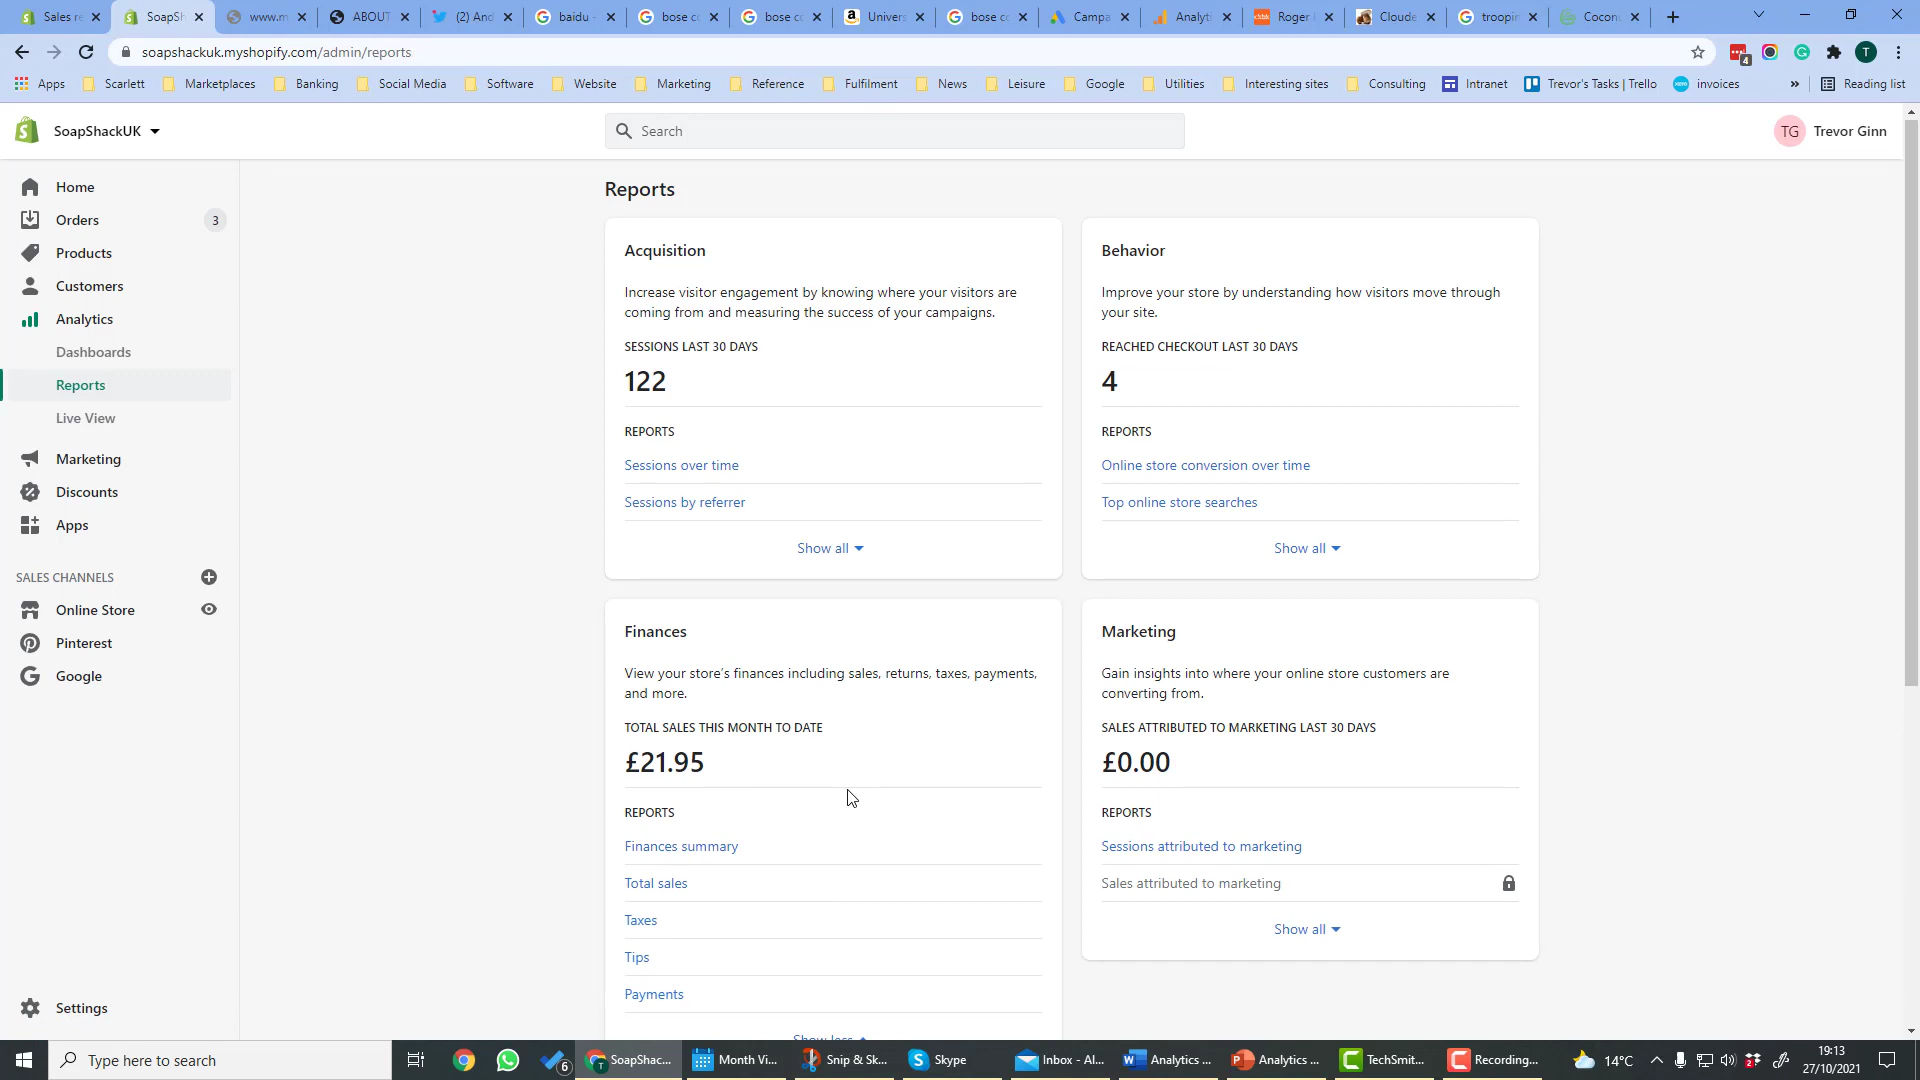 Sales re
SopSh
www.m
ABOUT
(2) And
baidu -
bose co
bose co
Univers
bose co
Campa
Analyti
Roger
Cloude
troopin
Coconu
soapshackuk.myshopify.com/admin/reports
4
T
Apps
Scarlett
Marketplaces
Banking
Social Media
Software
Website
Marketing
Reference
Fulfilment
News
Leisure
Google
Utilities
Interesting sites
Consulting
Intranet
Trevor's Tasks | Trello
invoices
»
Reading list
SoapShackUK
Search
TG
Trevor Ginn
Home
Orders
3
Products
Customers
Analytics
Dashboards
Reports
Live View
Marketing
Discounts
Apps
SALES CHANNELS
Online Store
Pinterest
Google
Settings
Reports
Acquisition
Increase visitor engagement by knowing where your visitors are
coming from and measuring the success of your campaigns.
SESSIONS LAST 30 DAYS
122
REPORTS
Sessions over time
Sessions by referrer
Show all
Behavior
Improve your store by understanding how visitors move through
your site.
REACHED CHECKOUT LAST 30 DAYS
4
REPORTS
Online store conversion over time
Top online store searches
Show all
Finances
View your store's finances including sales, returns, taxes, payments,
and more.
TOTAL SALES THIS MONTH TO DATE
£21.95
REPORTS
Finances summary
Total sales
Taxes
Tips
Payments
Show less
Marketing
Gain insights into where your online store customers are
converting from.
SALES ATTRIBUTED TO MARKETING LAST 30 DAYS
£0.00
REPORTS
Sessions attributed to marketing
Sales attributed to marketing
Show all
Type here to search
6
SoapShac...
Month Vi...
Snip & Sk...
Skype
Inbox - Al...
Analytics ...
Analytics ...
TechSmit...
Recording...
14°C
19:13
27/10/2021